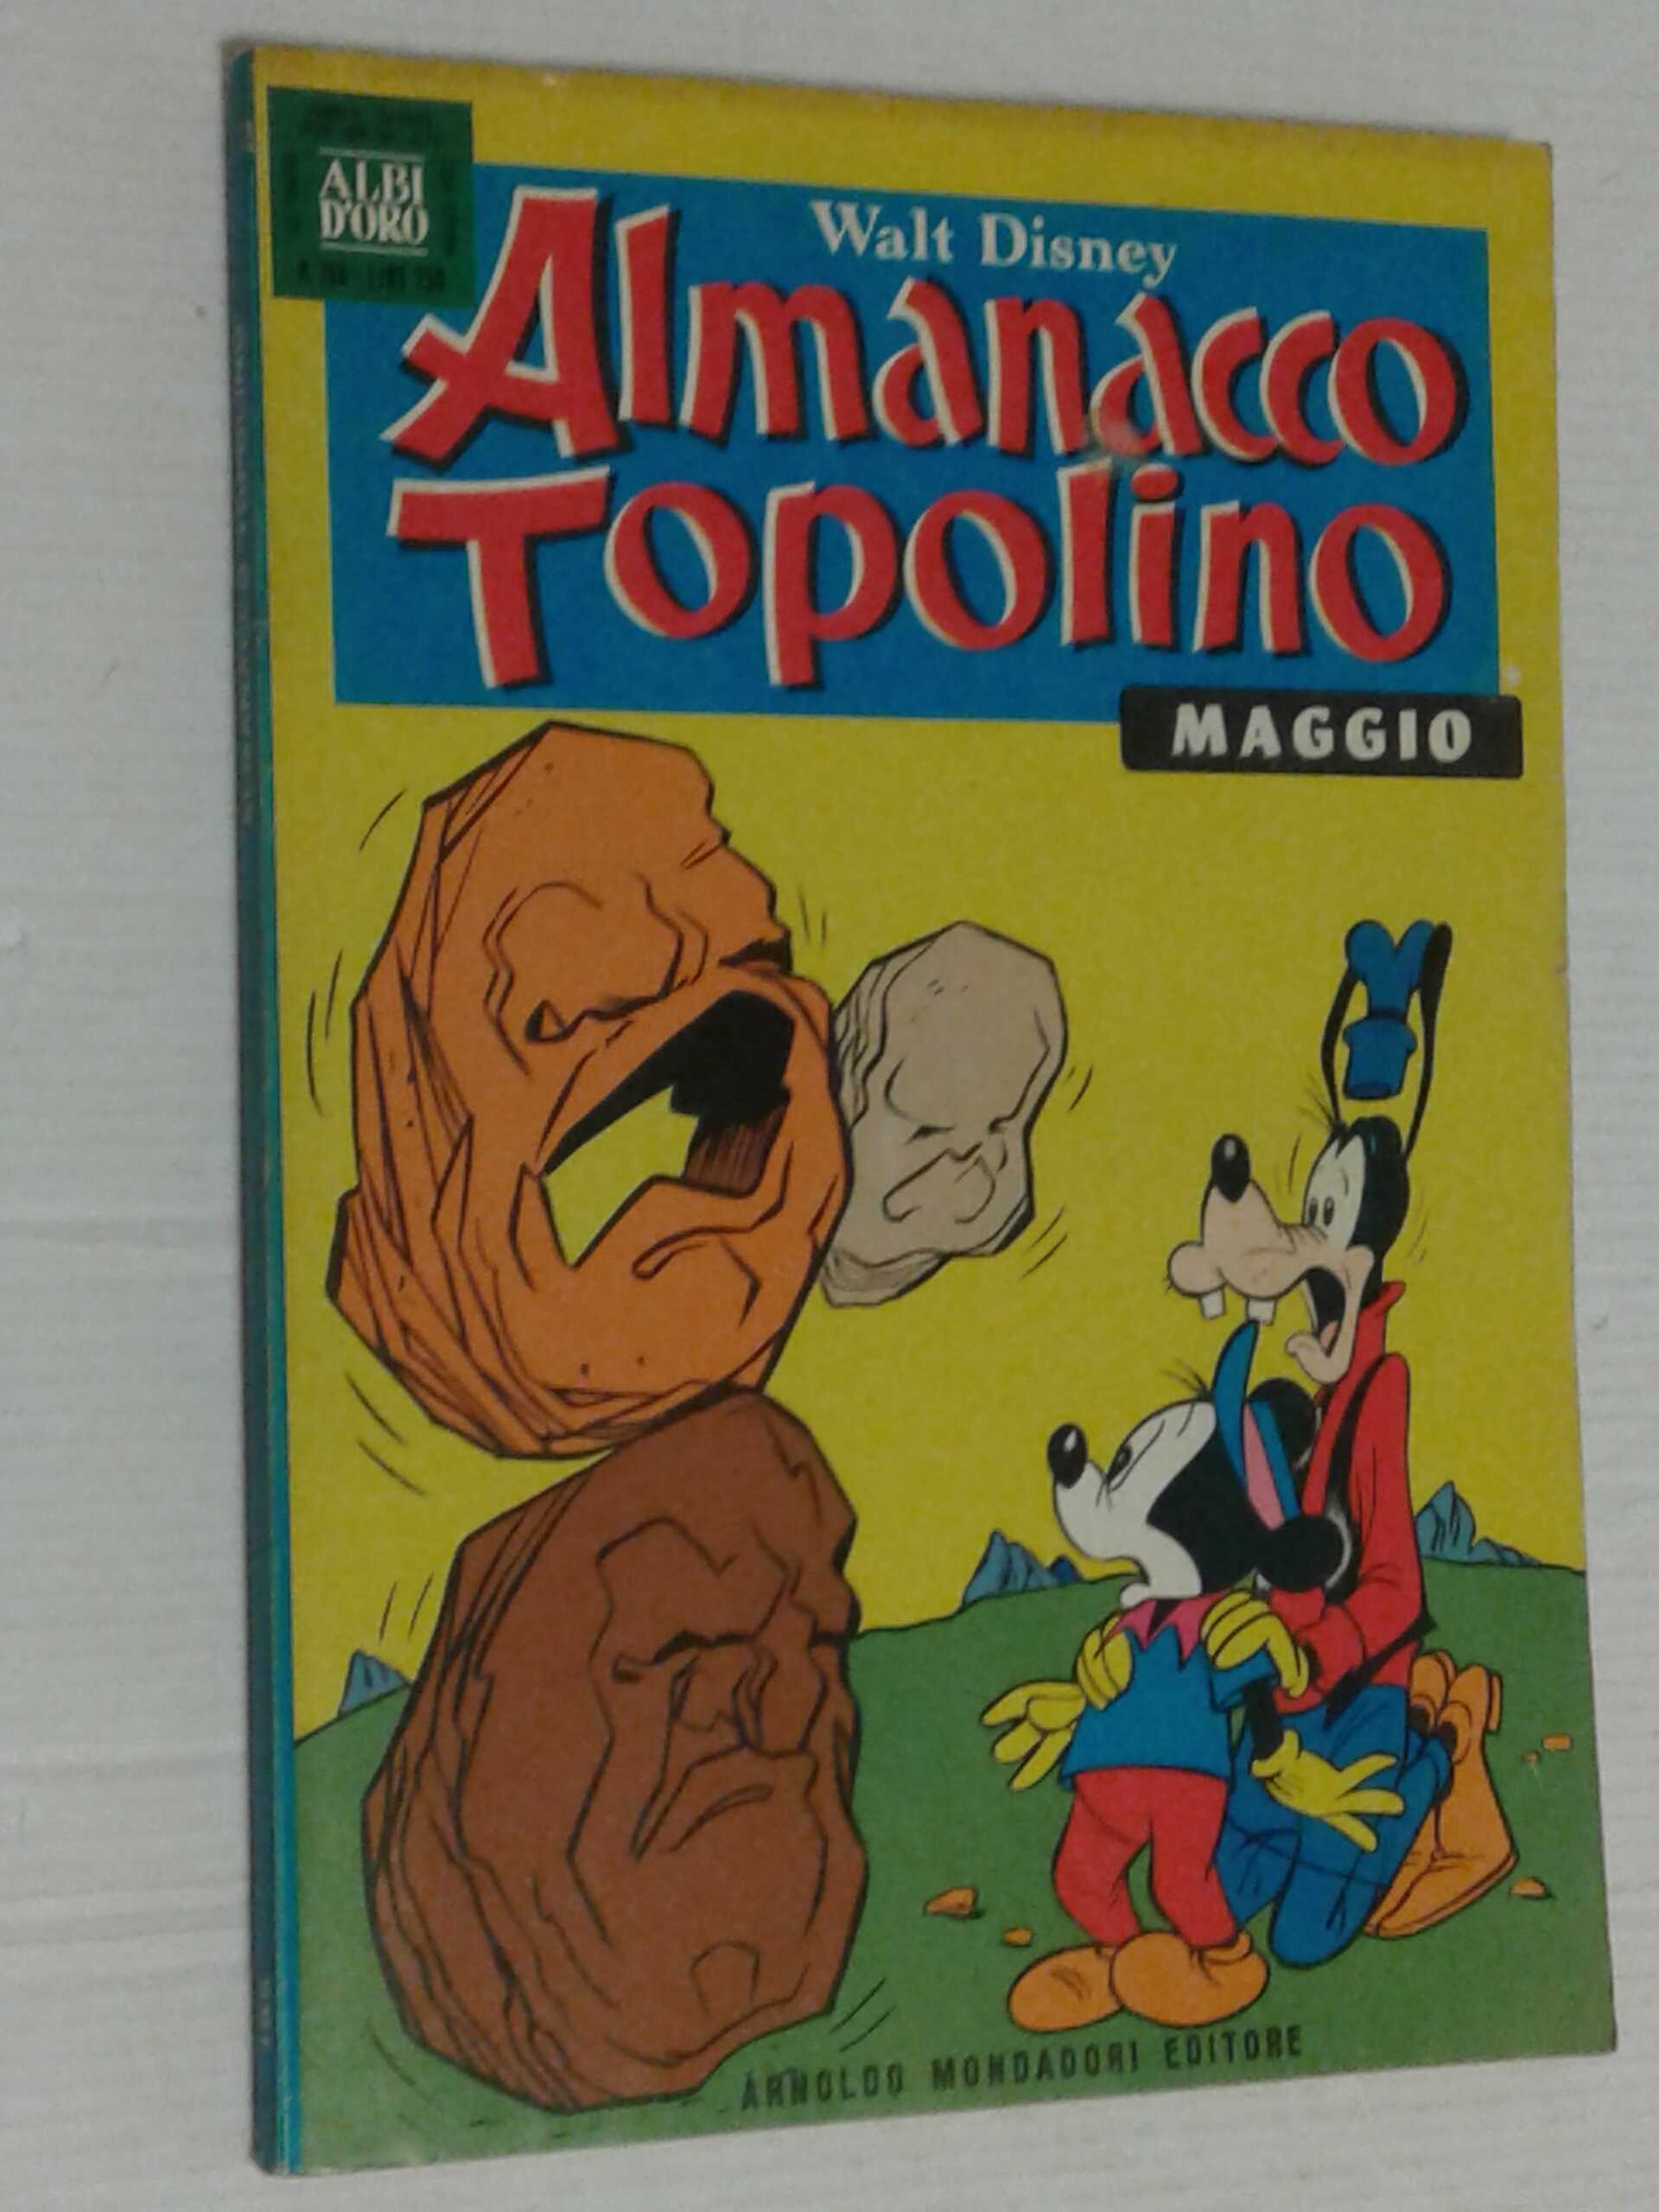 ALBI
D'ORO
Walt Disney
Almanacco
Topolino
MAGGIO
ARNOLDO MONDADORI EDITORE